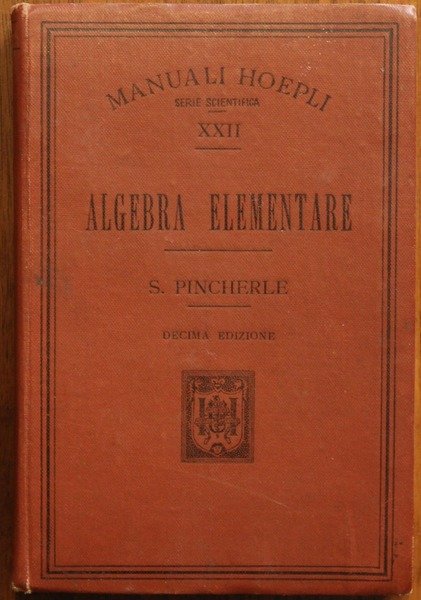 MANUALI HOEPLI
SERIE SCIENTIFICA
XXII
ALGEBRA ELEMENTARE
S. PINCHERLE
DECIMA EDIZIONE